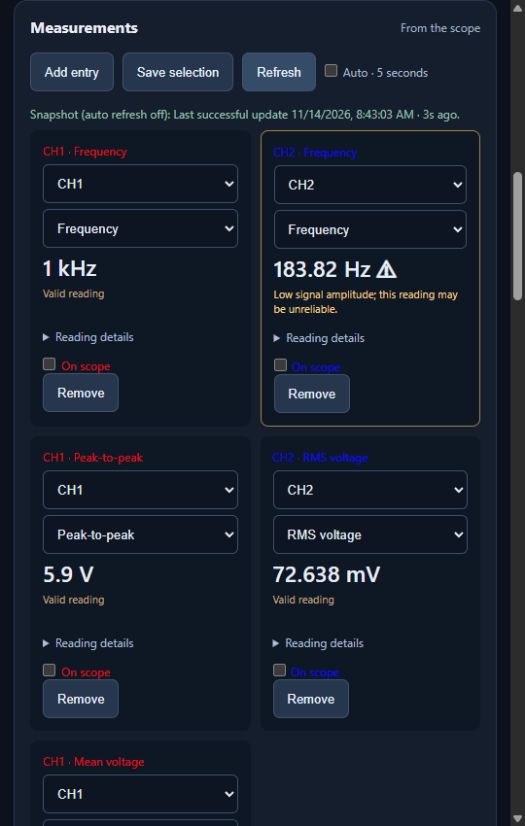 Measurements
From the scope
Add entry
Save selection
Refresh
Auto · 5 seconds
Snapshot (auto refresh off): Last successful update 11/14/2026, 8:43:03 AM · 3s ago.
CH1 · Frequency
CH1
Frequency
1 kHz
Valid reading
▶ Reading details
On scope
Remove
CH2 · Frequency
CH2
Frequency
183.82 Hz ⚠
Low signal amplitude; this reading may
be unreliable.
▶ Reading details
On scope
Remove
CH1 · Peak-to-peak
CH1
Peak-to-peak
5.9 V
Valid reading
▶ Reading details
On scope
Remove
CH2 · RMS voltage
CH2
RMS voltage
72.638 mV
Valid reading
▶ Reading details
On scope
Remove
CH1 · Mean voltage
CH1